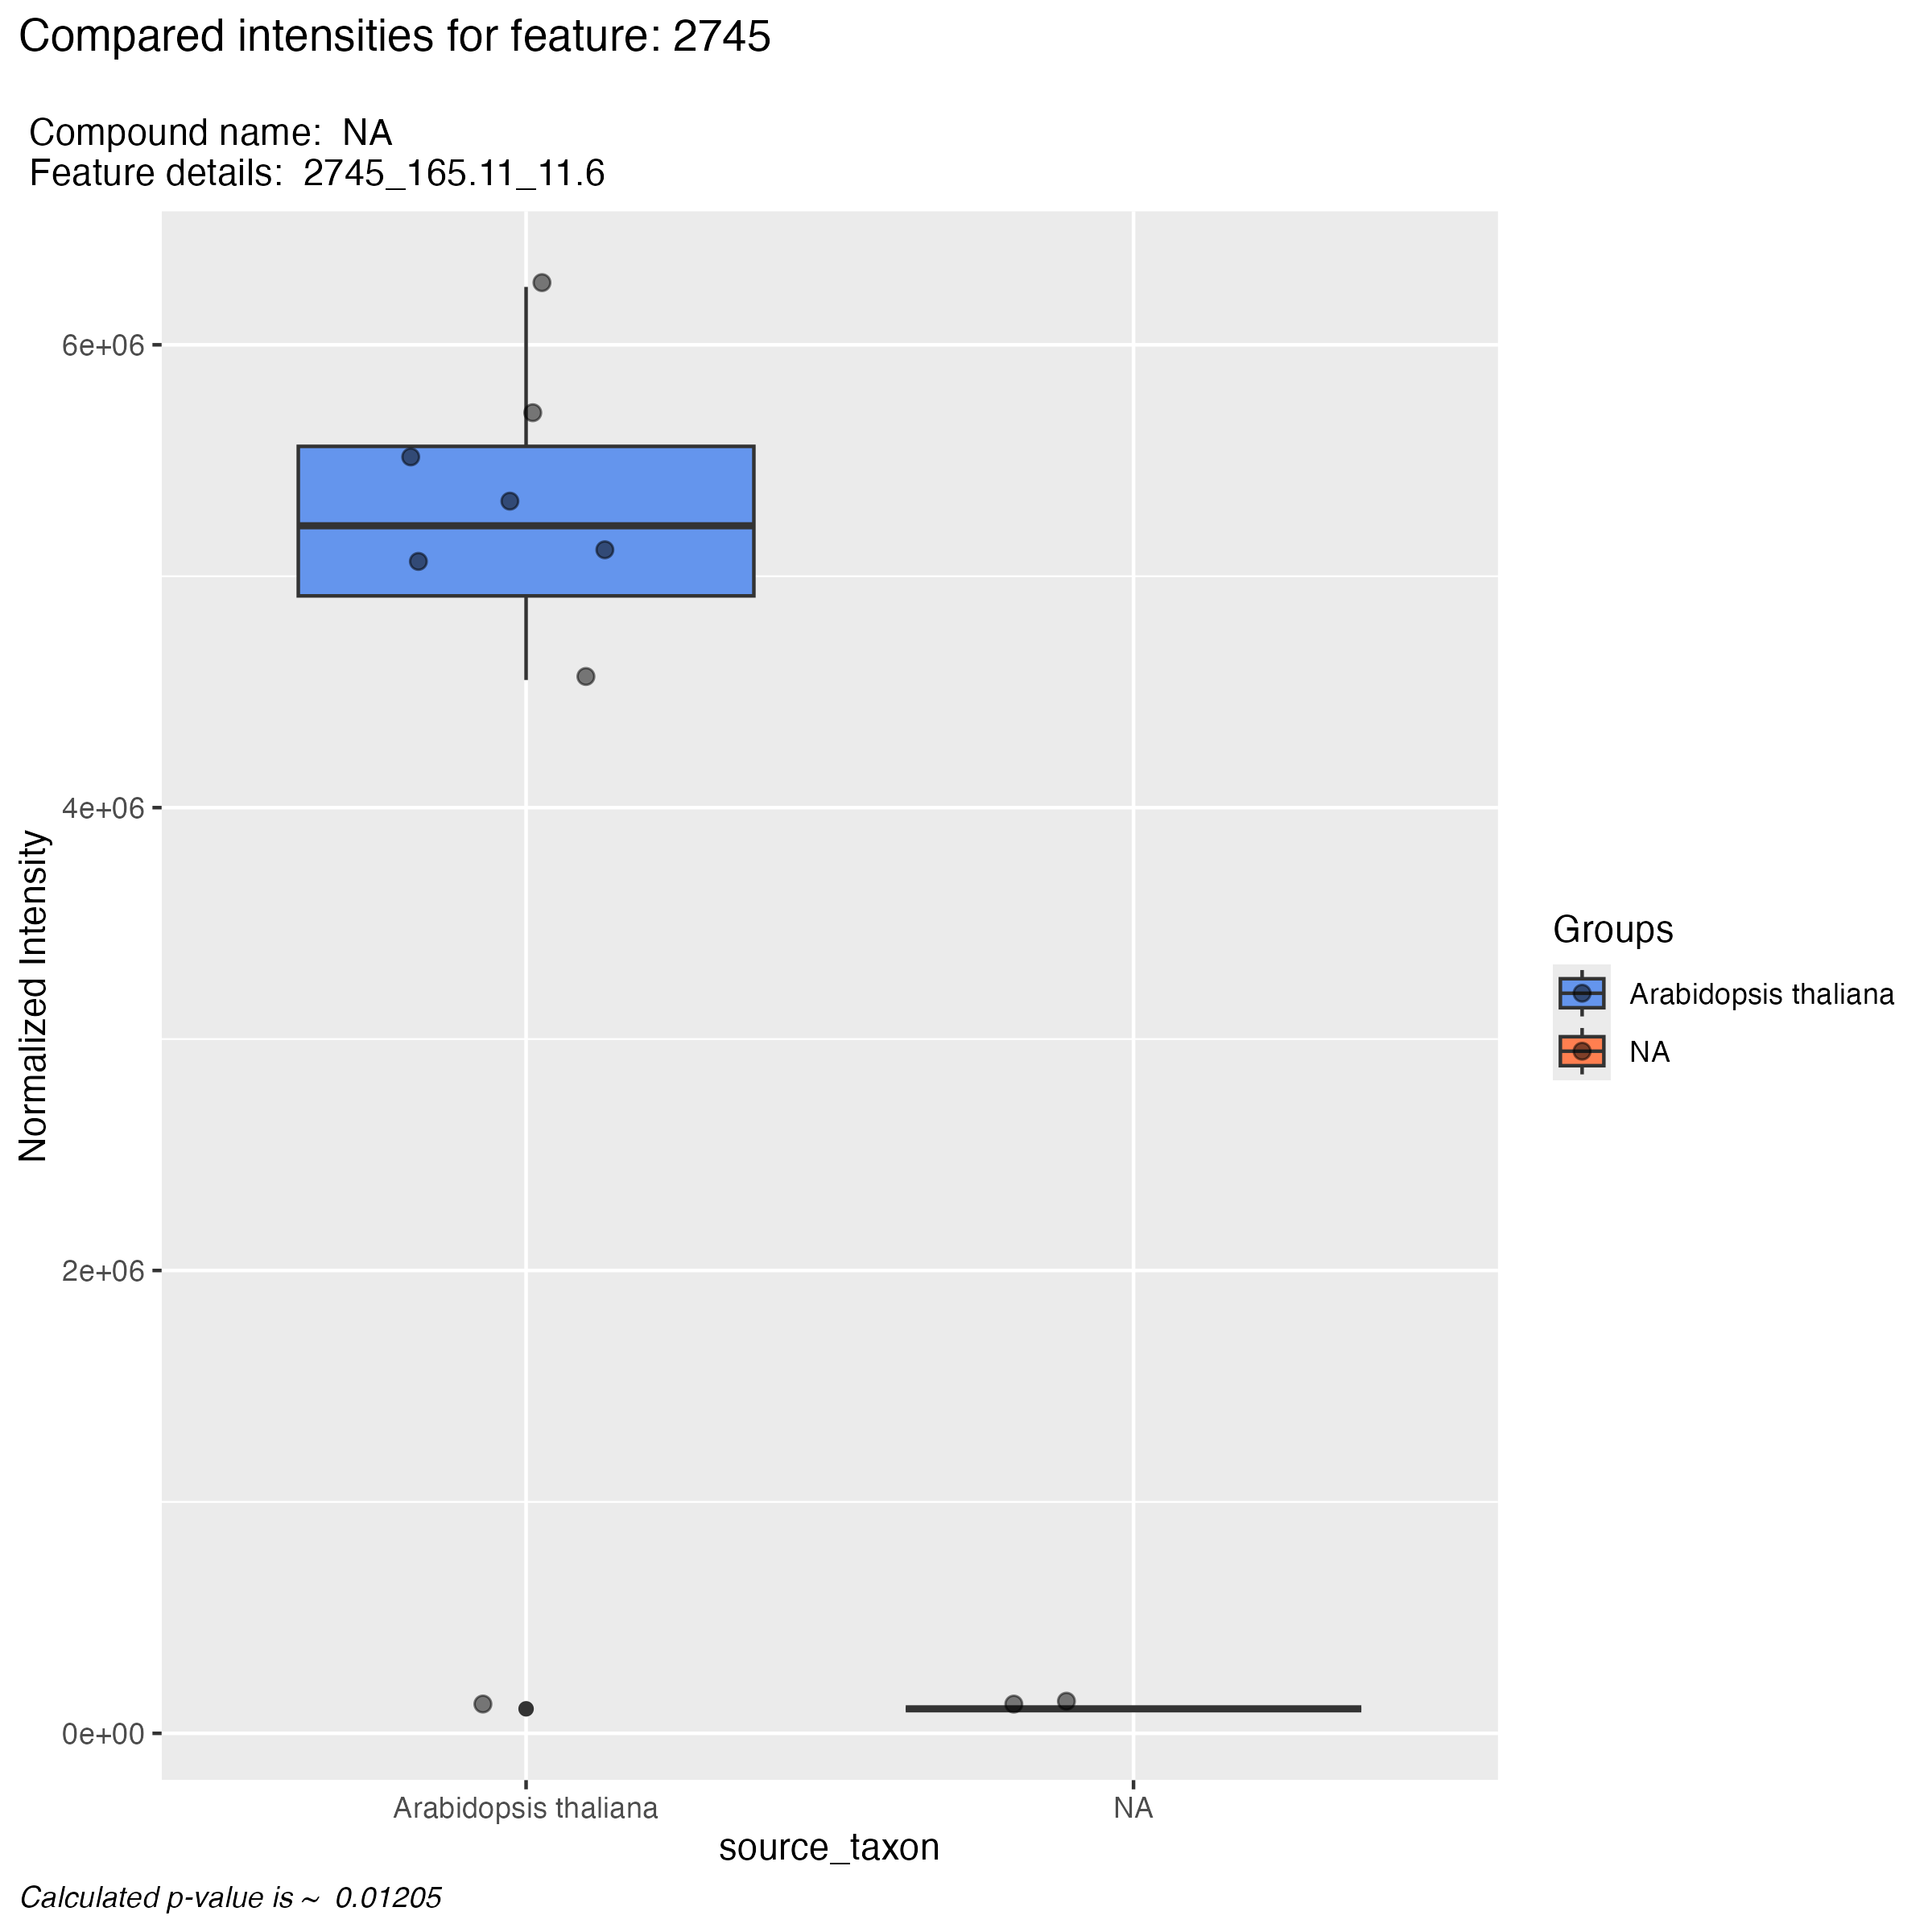 Compared intensities for feature: 2745
Compound name:  NA
Feature details:  2745_165.11_11.6
6e+06
4e+06
2e+06
0e+00
Normalized Intensity
Arabidopsis thaliana
NA
source_taxon
Groups
Arabidopsis thaliana
NA
Calculated p-value is ~  0.01205